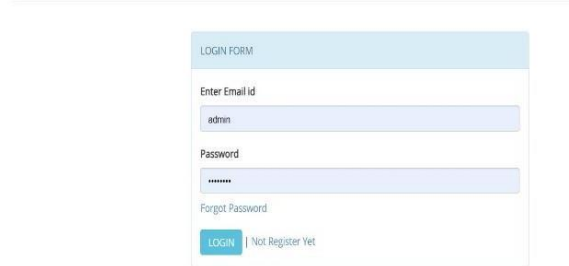 LOGIN FORM
Enter Email id
admin
Password
••••••••
Forgot Password
LOGIN | Not Register Yet